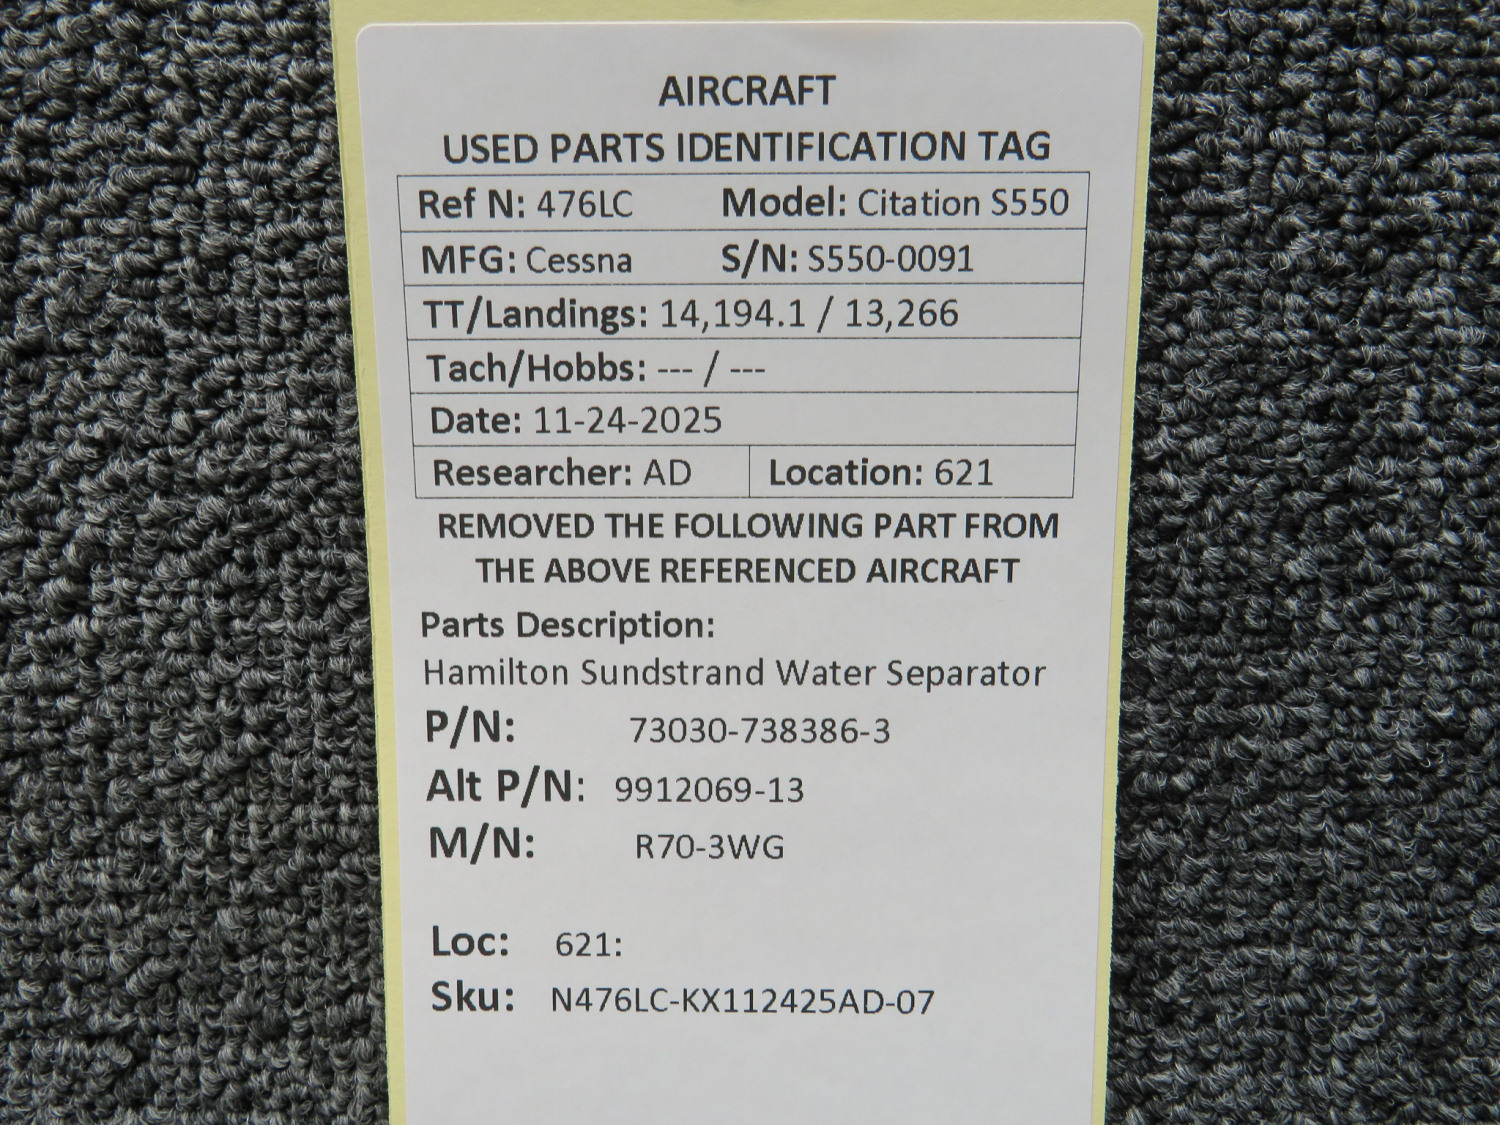 AIRCRAFT
USED PARTS IDENTIFICATION TAG
Ref N: 476LC Model: Citation S550
MFG: Cessna S/N: S550-0091
TT/Landings: 14,194.1 / 13,266
Tach/Hobbs: --- / ---
Date: 11-24-2025
Researcher: AD Location: 621
REMOVED THE FOLLOWING PART FROM
THE ABOVE REFERENCED AIRCRAFT
Parts Description:
Hamilton Sundstrand Water Separator
P/N: 73030-738386-3
Alt P/N: 9912069-13
M/N: R70-3WG
Loc: 621:
Sku: N476LC-KX112425AD-07